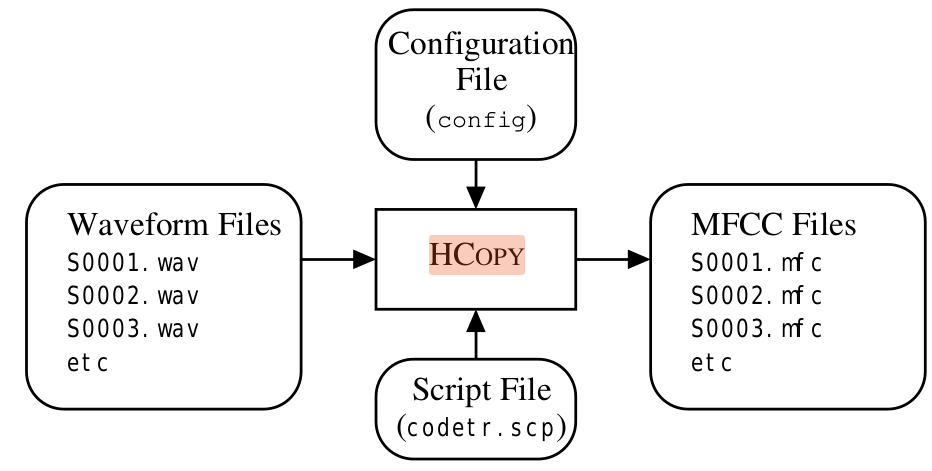 Configuration
File
(config)
Waveform Files
S0001.wav
S0002.wav
S0003.wav
etc
HCOPY
MFCC Files
S0001.mfc
S0002.mfc
S0003.mfc
etc
Script File
(codetr.scp)